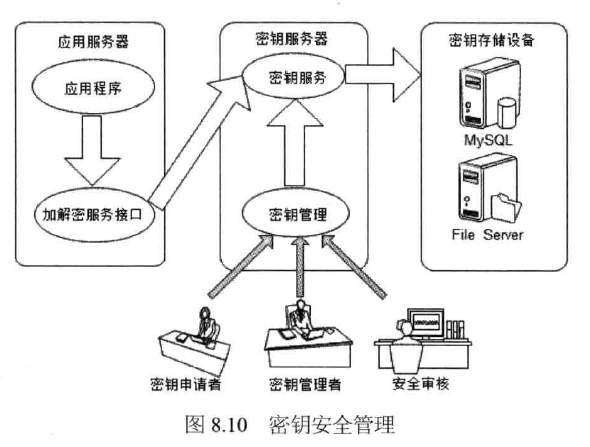 应用服务器
密钥服务器
密钥存储设备
应用程序
密钥服务
MySQL
加解密服务接口
密钥管理
File Server
密钥申请者
密钥管理者
安全审核
图 8.10 密钥安全管理